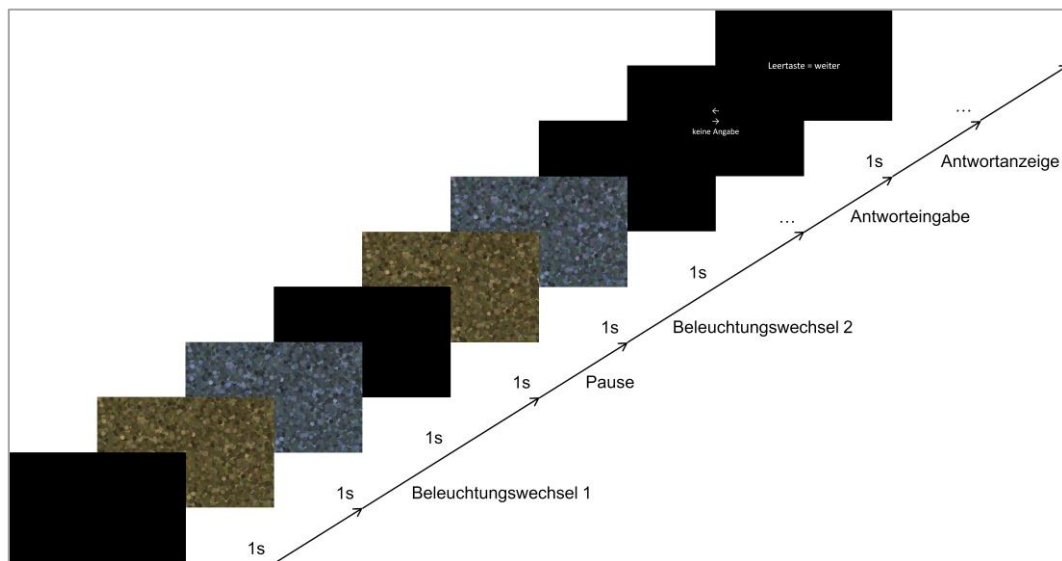 Leertaste = weiter
←
→
keine Angabe
...
1s
Antwortanzeige
...
Antworteingabe
1s
1s
Beleuchtungswechsel 2
1s
Pause
1s
1s
Beleuchtungswechsel 1
1s